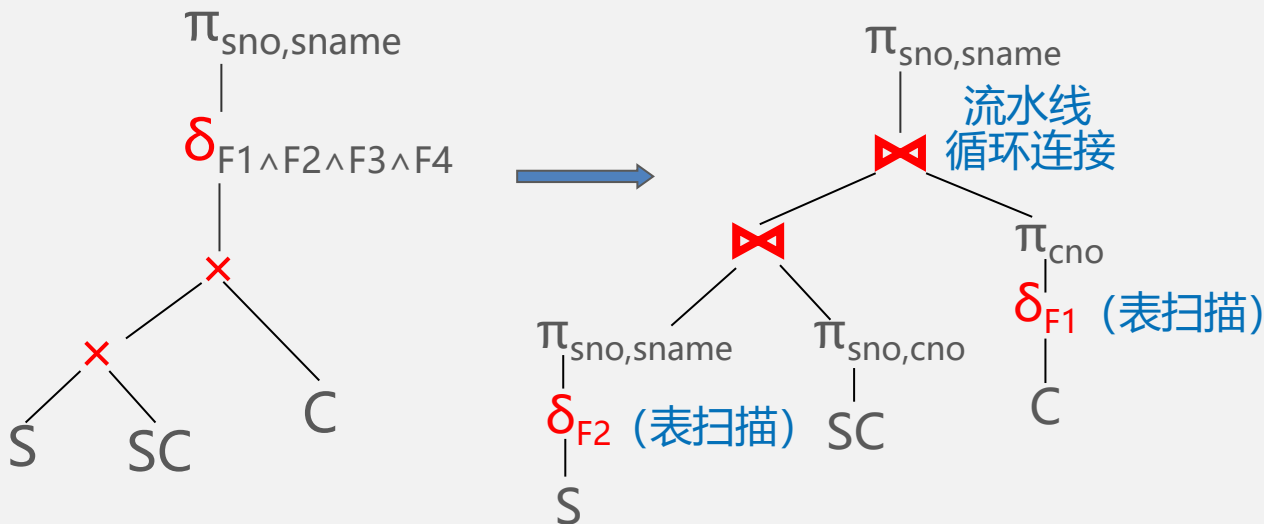 πsno,sname
δF1∧F2∧F3∧F4
×
×
S
SC
C
πsno,sname
流水线
循环连接
⋈
⋈
πcno
δF1（表扫描）
C
πsno,sname
πsno,cno
δF2（表扫描）
SC
S